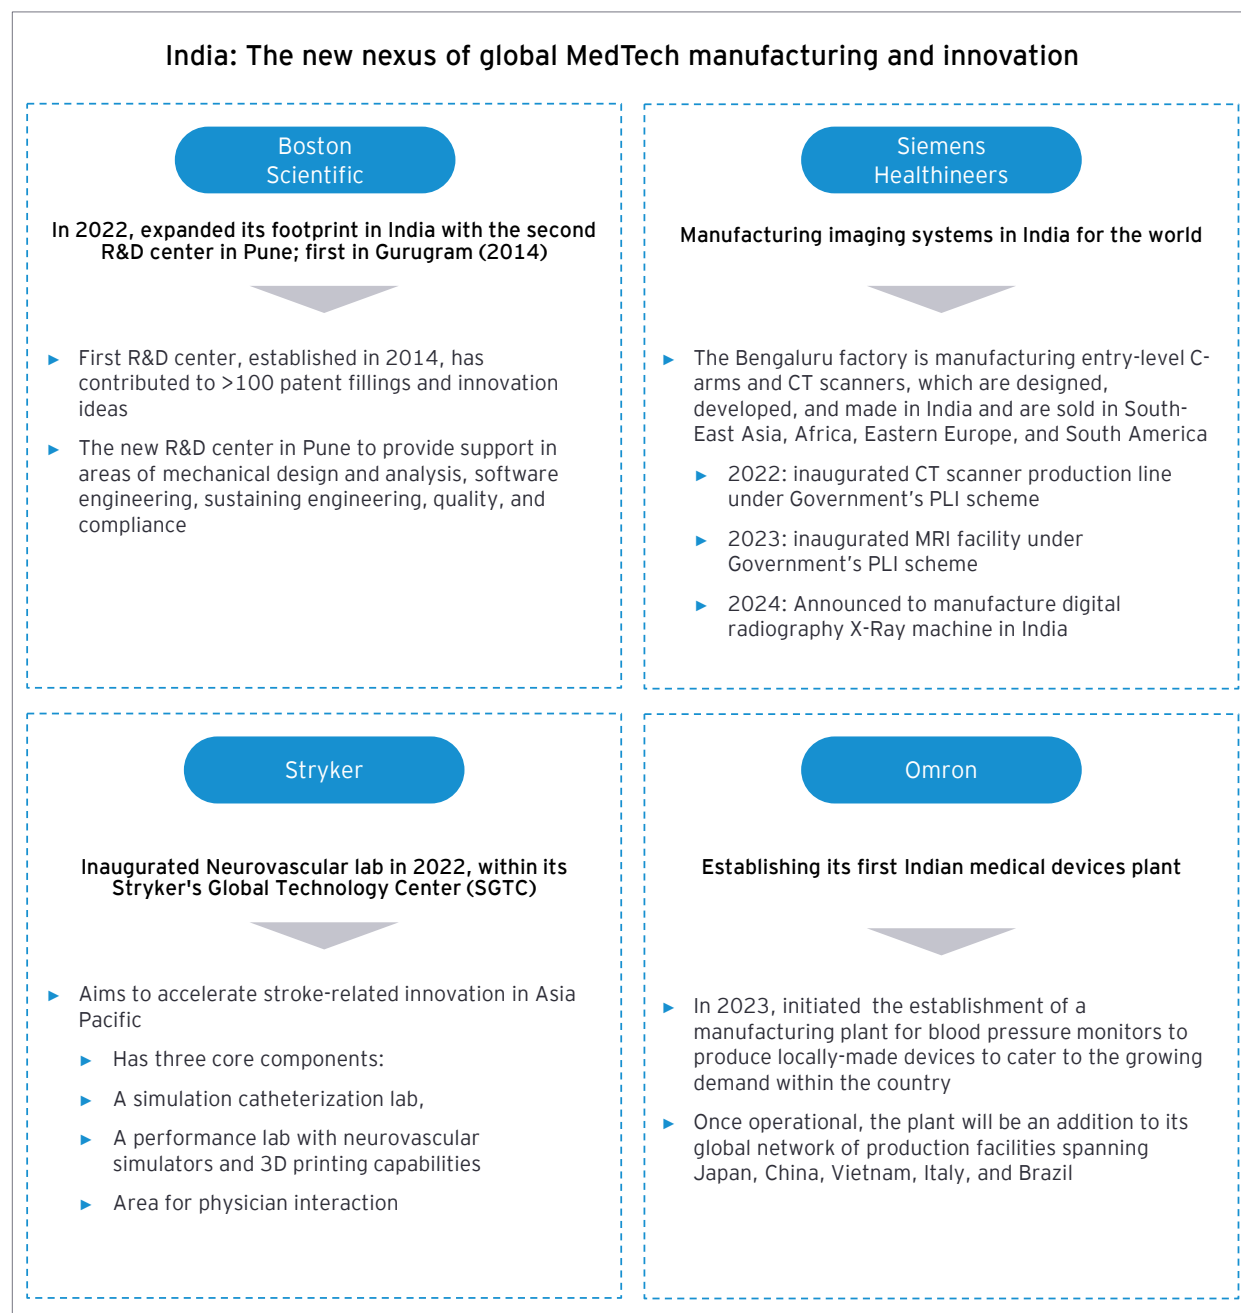 India: The new nexus of global MedTech manufacturing and innovation
Boston
Scientific
In 2022, expanded its footprint in India with the second
R&D center in Pune; first in Gurugram (2014)
► First R&D center, established in 2014, has
contributed to >100 patent fillings and innovation
ideas
► The new R&D center in Pune to provide support in
areas of mechanical design and analysis, software
engineering, sustaining engineering, quality, and
compliance
Siemens
Healthineers
Manufacturing imaging systems in India for the world
► The Bengaluru factory is manufacturing entry-level C-
arms and CT scanners, which are designed,
developed, and made in India and are sold in South-
East Asia, Africa, Eastern Europe, and South America
► 2022: inaugurated CT scanner production line
under Government’s PLI scheme
► 2023: inaugurated MRI facility under
Government’s PLI scheme
► 2024: Announced to manufacture digital
radiography X-Ray machine in India
Stryker
Inaugurated Neurovascular lab in 2022, within its
Stryker's Global Technology Center (SGTC)
► Aims to accelerate stroke-related innovation in Asia
Pacific
► Has three core components:
► A simulation catheterization lab,
► A performance lab with neurovascular
simulators and 3D printing capabilities
► Area for physician interaction
Omron
Establishing its first Indian medical devices plant
► In 2023, initiated the establishment of a
manufacturing plant for blood pressure monitors to
produce locally-made devices to cater to the growing
demand within the country
► Once operational, the plant will be an addition to its
global network of production facilities spanning
Japan, China, Vietnam, Italy, and Brazil